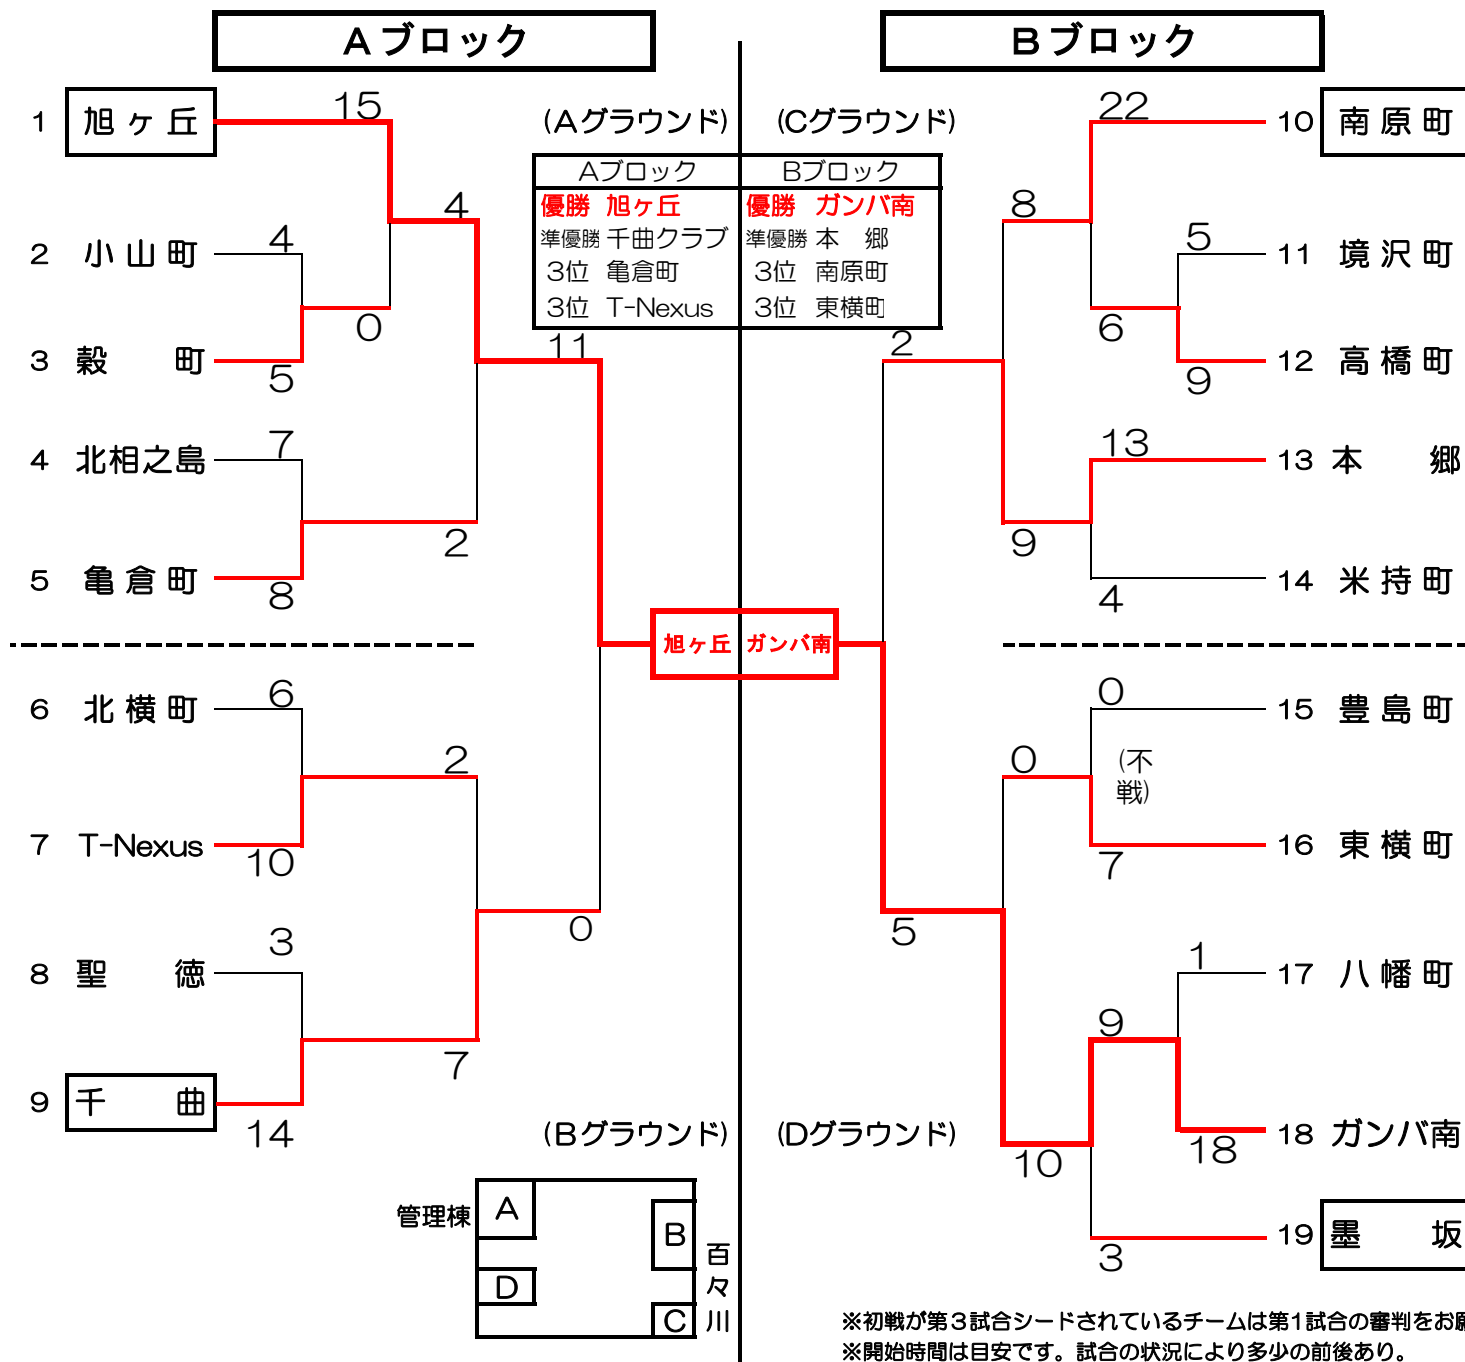 Aブロック
Bブロック
(Aグラウンド)
(Cグラウンド)
Aブロック Bブロック
優勝 旭ヶ丘 優勝 ガンバ南
準優勝 千曲クラブ 準優勝 本 郷
3位 亀倉町 3位 南原町
3位 T-Nexus 3位 東横町
1 旭ヶ丘
15
4
2 小山町
4
0
3 穀 町
5
11
4 北相之島
7
2
5 亀倉町
8
旭ヶ丘 ガンバ南
6 北横町
6
2
7 T-Nexus
10
0
8 聖 徳
3
7
9 千 曲
14
22
10 南原町
8
5
11 境沢町
6
12 高橋町
9
2
13
13 本 郷
9
14 米持町
4
0
15 豊島町
0
(不
戦)
16 東横町
7
5
1
17 八幡町
9
18 ガンバ南
18
10
19 墨 坂
3
(Bグラウンド)
(Dグラウンド)
管理棟
A
B
D
C
百々川
※初戦が第3試合シードされているチームは第1試合の審判をお願
※開始時間は目安です。試合の状況により多少の前後あり。